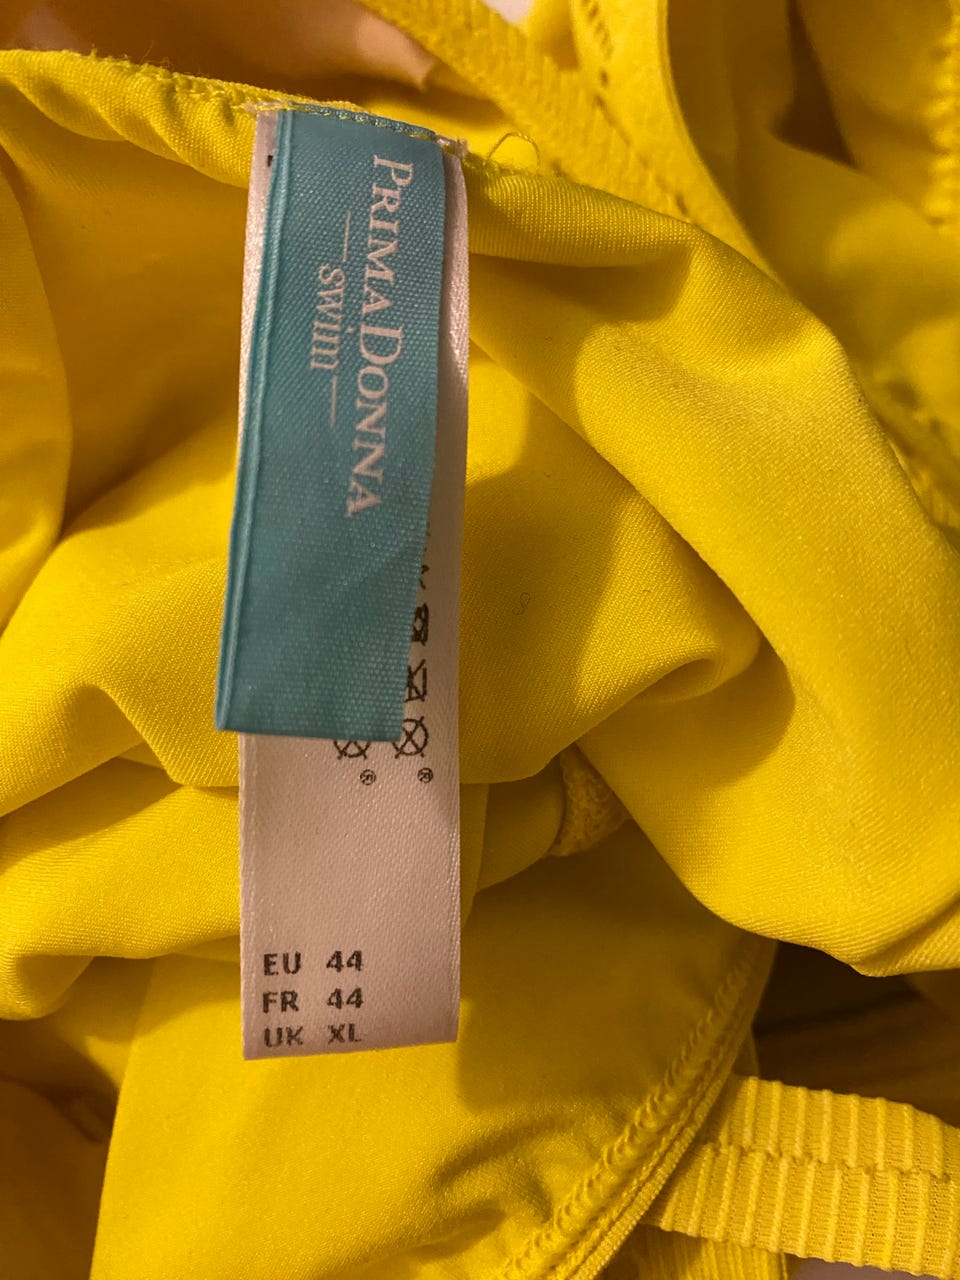 PRIMADONNA
swim
EU 44
FR 44
UK XL